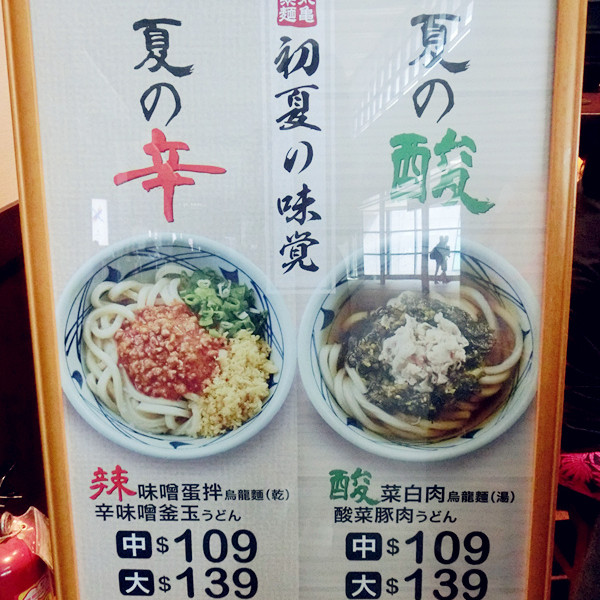 夏の辛
丸亀
製麺
初夏の味覚
夏の酸
辣味噌蛋拌烏龍麵(乾)
辛味噌釜玉うどん
中$109
大$139
酸菜白肉烏龍麵(湯)
酸菜豚肉うどん
中$109
大$139